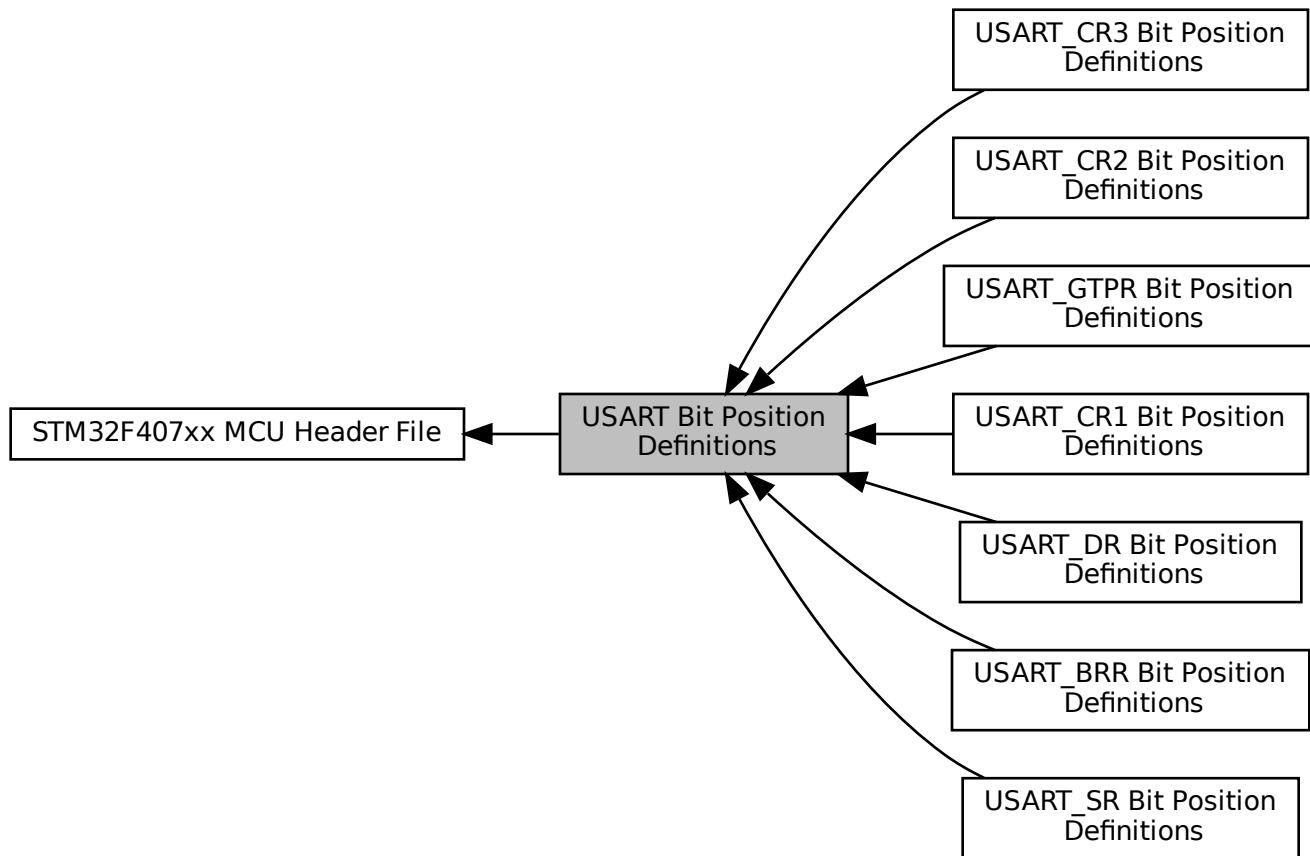 USART_CR3 Bit Position
Definitions
USART_CR2 Bit Position
Definitions
USART_GTPR Bit Position
Definitions
STM32F407xx MCU Header File
USART Bit Position
Definitions
USART_CR1 Bit Position
Definitions
USART_DR Bit Position
Definitions
USART_BRR Bit Position
Definitions
USART_SR Bit Position
Definitions